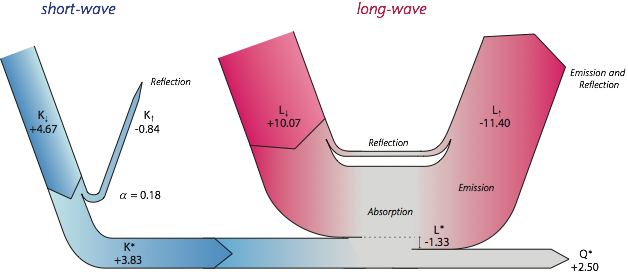 short-wave
long-wave
Reflection
K↓
+4.67
K↑
-0.84
α = 0.18
K*
+3.83
L↓
+10.07
Reflection
Absorption
Emission
L↑
-11.40
L*
-1.33
Emission and
Reflection
Q*
+2.50